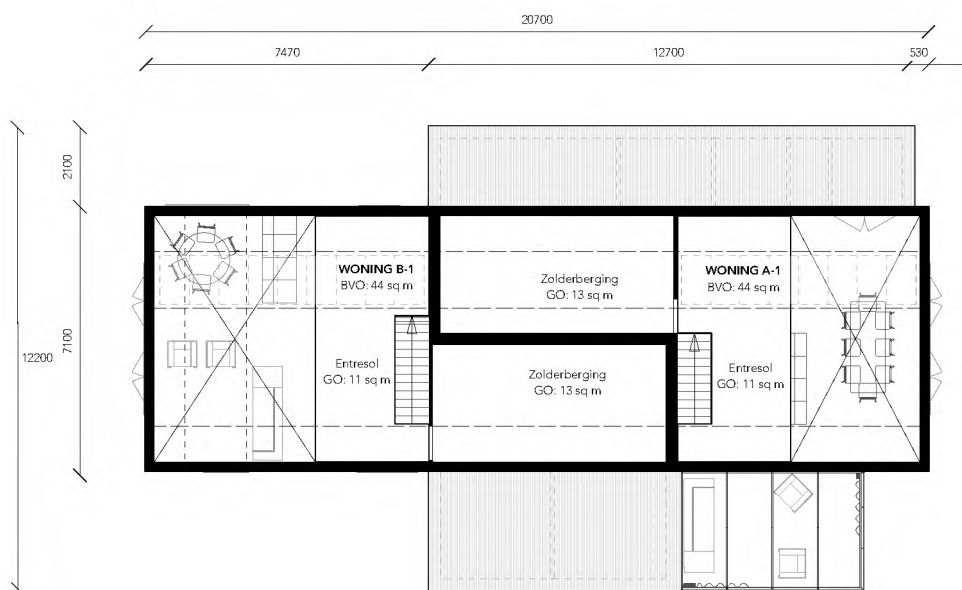 20700
7470
12700
530
2100
7100
12200
WONING B-1
BVO: 44 sq m
Entresol
GO: 11 sq m
Zolderberging
GO: 13 sq m
Zolderberging
GO: 13 sq m
WONING A-1
BVO: 44 sq m
Entresol
GO: 11 sq m